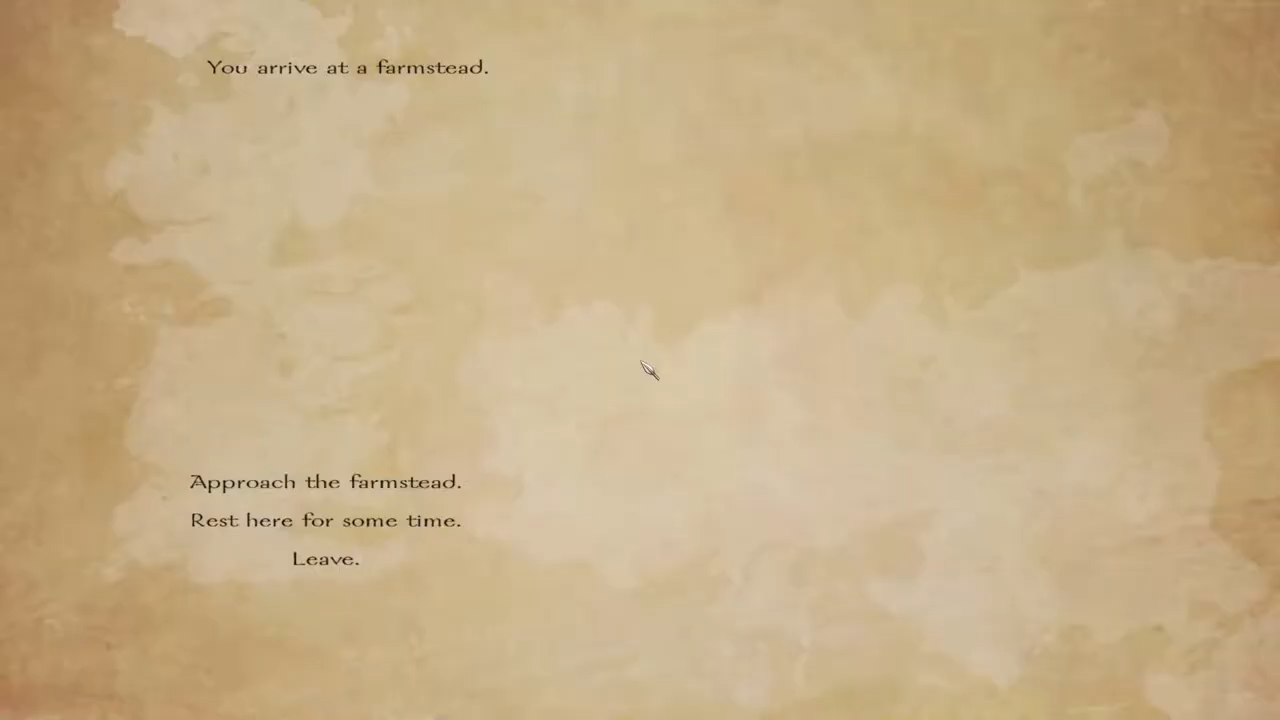 You arrive at a farmstead.
Approach the farmstead.
Rest here for some time.
Leave.